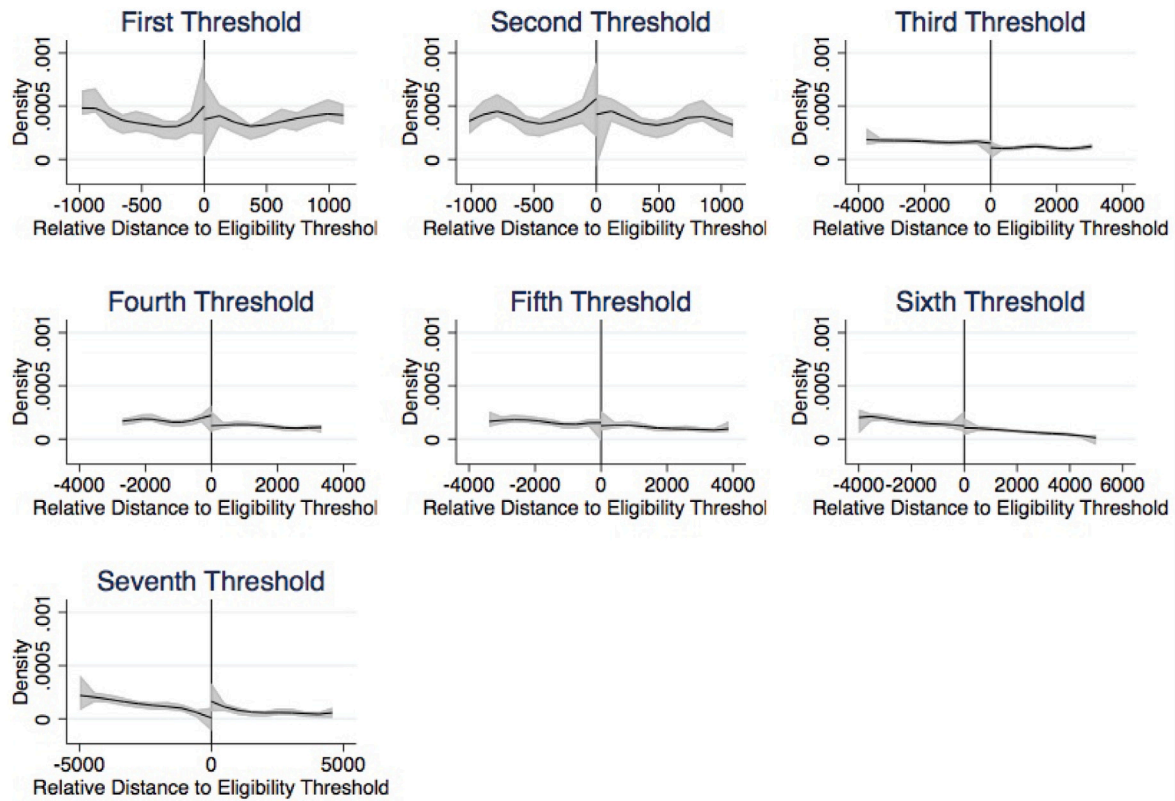 First Threshold
Density
0 .0005 .001
-1000 -500 0 500 1000
Relative Distance to Eligibility Threshol
Second Threshold
Density
0 .0005 .001
-1000 -500 0 500 1000
Relative Distance to Eligibility Threshol
Third Threshold
Density
0 .0005 .001
-4000 -2000 0 2000 4000
Relative Distance to Eligibility Threshold
Fourth Threshold
Density
0 .0005 .001
-4000 -2000 0 2000 4000
Relative Distance to Eligibility Threshol
Fifth Threshold
Density
0 .0005 .001
-4000 -2000 0 2000 4000
Relative Distance to Eligibility Threshol
Sixth Threshold
Density
0 .0005 .001
-4000 -2000 0 2000 4000 6000
Relative Distance to Eligibility Threshold
Seventh Threshold
Density
0 .0005 .001
-5000 0 5000
Relative Distance to Eligibility Threshold